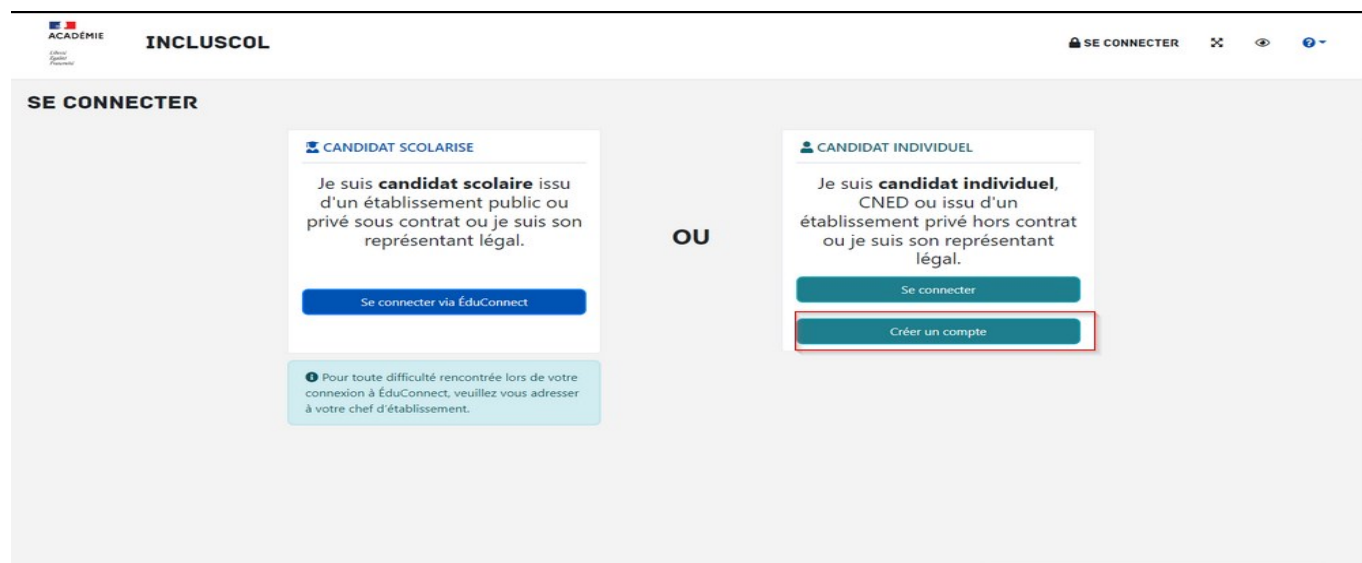 ACADÉMIE
Liberté
Égalité
Fraternité
INCLUSCOL
SE CONNECTER
SE CONNECTER
CANDIDAT SCOLARISE
Je suis candidat scolaire issu
d'un établissement public ou
privé sous contrat ou je suis son
représentant légal.
Se connecter via ÉduConnect
Pour toute difficulté rencontrée lors de votre
connexion à ÉduConnect, veuillez vous adresser
à votre chef d'établissement.
OU
CANDIDAT INDIVIDUEL
Je suis candidat individuel,
CNED ou issu d'un
établissement privé hors contrat
ou je suis son représentant
légal.
Se connecter
Créer un compte